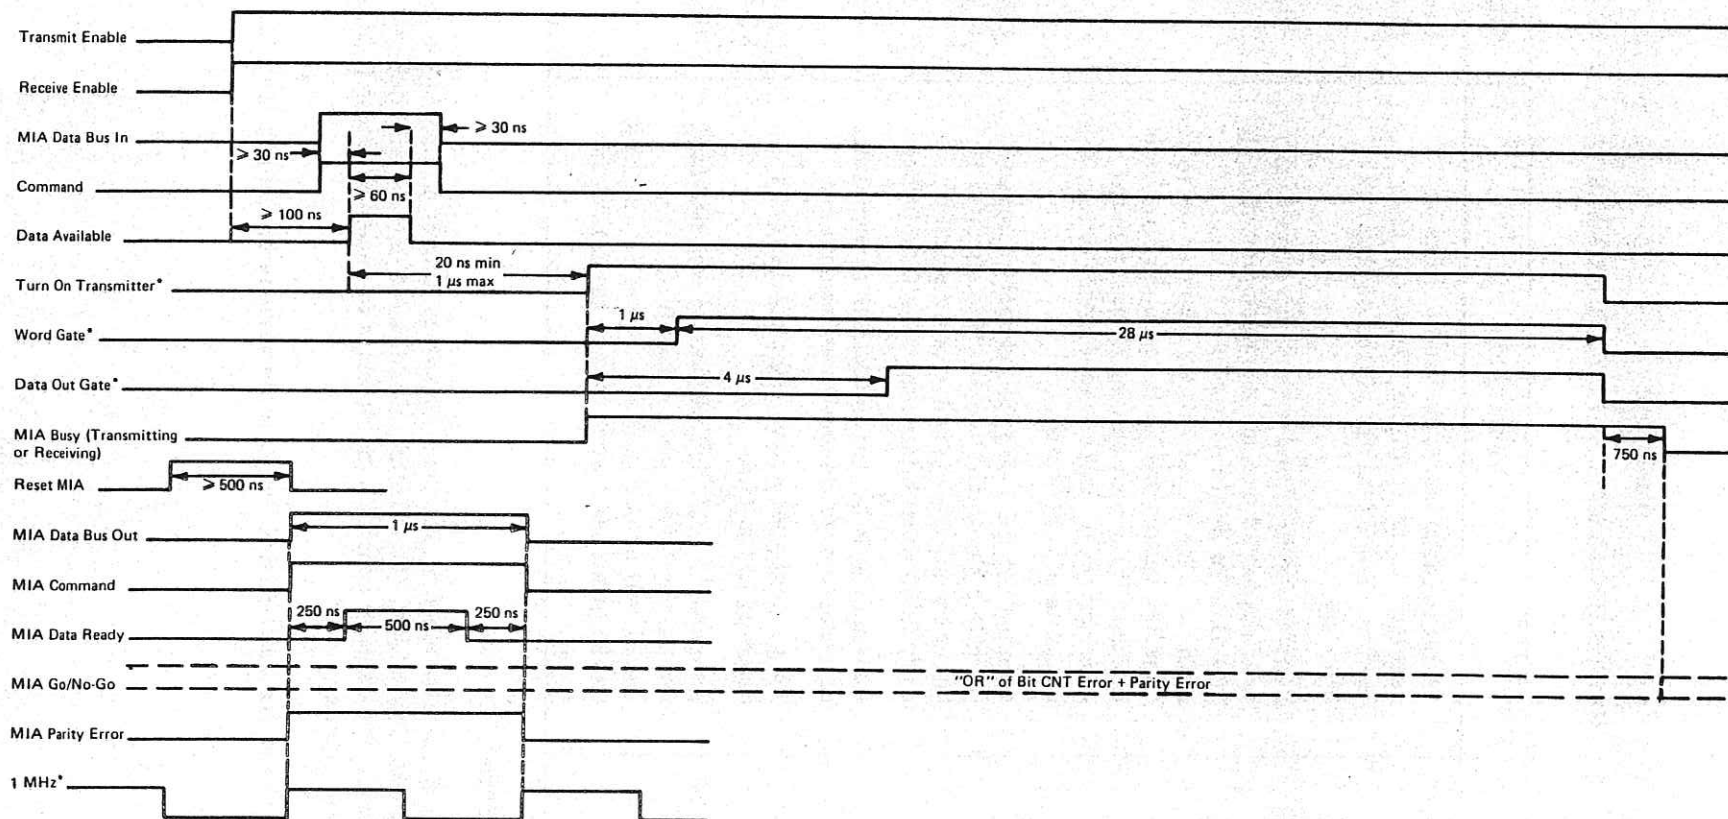 Transmit Enable
Receive Enable
MIA Data Bus In
⩾ 30 ns
⩾ 30 ns
Command
⩾ 60 ns
⩾ 100 ns
Data Available
20 ns min
1 μs max
Turn On Transmitter*
1 μs
Word Gate*
28 μs
4 μs
Data Out Gate*
MIA Busy (Transmitting
or Receiving)
750 ns
Reset MIA
⩾ 500 ns
MIA Data Bus Out
1 μs
MIA Command
250 ns
250 ns
MIA Data Ready
500 ns
MIA Go/No-Go
"OR" of Bit CNT Error + Parity Error
MIA Parity Error
1 MHz*